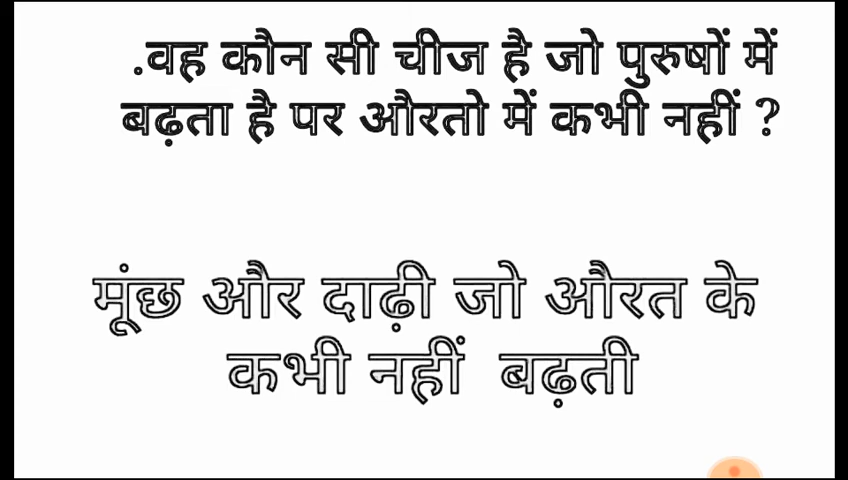 .वह कौन सी चीज है जो पुरुषों में
बढ़ता है पर औरतो में कभी नहीं ?
मूंछ और दाढ़ी जो औरत के
कभी नहीं बढ़ती